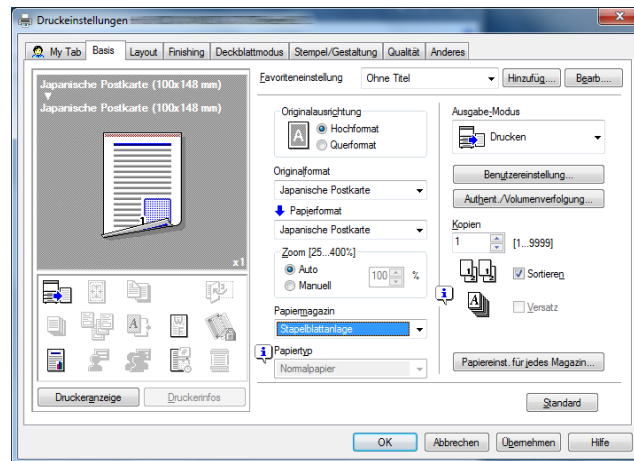 Druckeinstellungen
My Tab
Basis
Layout
Finishing
Deckblattmodus
Stempel/Gestaltung
Qualität
Anderes
Japanische Postkarte (100x148 mm)
Japanische Postkarte (100x148 mm)
1
x1
Druckeranzeige
Druckerinfos
Favoriteneinstellung
Ohne Titel
Hinzufüg....
Bearb....
Originalausrichtung
A
Hochformat
Querformat
Originalformat
Japanische Postkarte
Papierformat
Japanische Postkarte
Zoom [25...400%]
Auto
Manuell
100
%
Papiermagazin
Stapelblattanlage
Papiertyp
Normalpapier
Ausgabe-Modus
Drucken
Benutzereinstellung...
Authent./Volumenverfolgung...
Kopien
1
[1...9999]
Sortieren
Versatz
Papiereinst. für jedes Magazin...
Standard
OK
Abbrechen
Übernehmen
Hilfe